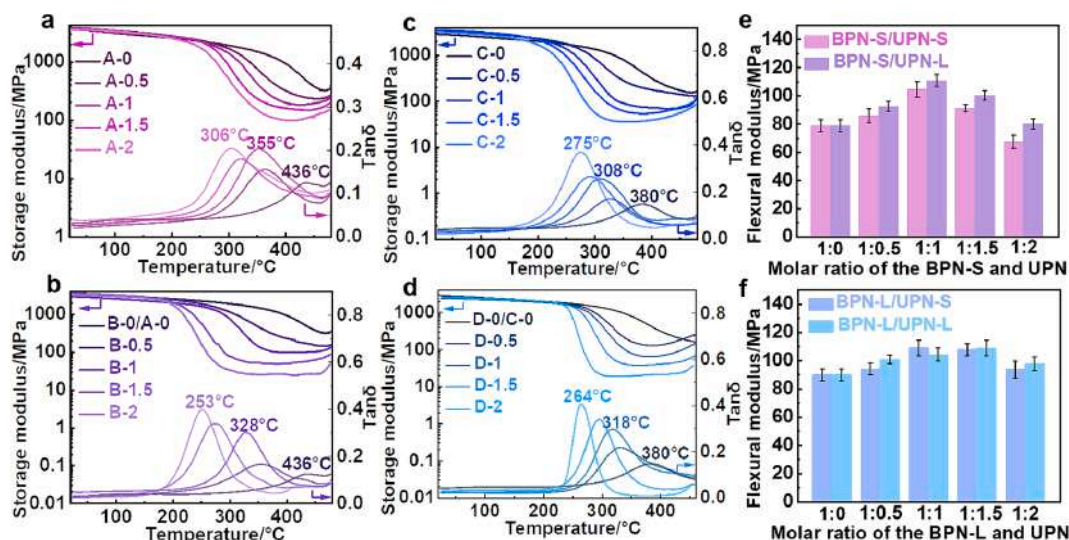 a
Storage modulus/MPa
1000
100
10
1
A-0
A-0.5
A-1
A-1.5
A-2
306°C
355°C
436°C
0.4
0.3
0.2
0.1
0.0
Tanδ
100 200 300 400
Temperature/°C
c
Storage modulus/MPa
1000
100
10
1
0.1
C-0
C-0.5
C-1
C-1.5
C-2
275°C
308°C
380°C
0.8
0.6
0.4
0.2
0.0
Tanδ
100 200 300 400
Temperature/°C
e
Flexural modulus/MPa
140
120
100
80
60
40
20
0
BPN-S/UPN-S
BPN-S/UPN-L
1:0 1:0.5 1:1 1:1.5 1:2
Molar ratio of the BPN-S and UPN
b
Storage modulus/MPa
1000
100
10
1
0.1
0.01
B-0/A-0
B-0.5
B-1
B-1.5
B-2
253°C
328°C
436°C
0.8
0.6
0.4
0.2
0.0
Tanδ
100 200 300 400
Temperature/°C
d
Storage modulus/MPa
1000
100
10
1
0.1
0.01
D-0/C-0
D-0.5
D-1
D-1.5
D-2
264°C
318°C
380°C
0.8
0.6
0.4
0.2
0.0
Tanδ
100 200 300 400
Temperature/°C
f
Flexural modulus/MPa
140
120
100
80
60
40
20
0
BPN-L/UPN-S
BPN-L/UPN-L
1:0 1:0.5 1:1 1:1.5 1:2
Molar ratio of the BPN-L and UPN